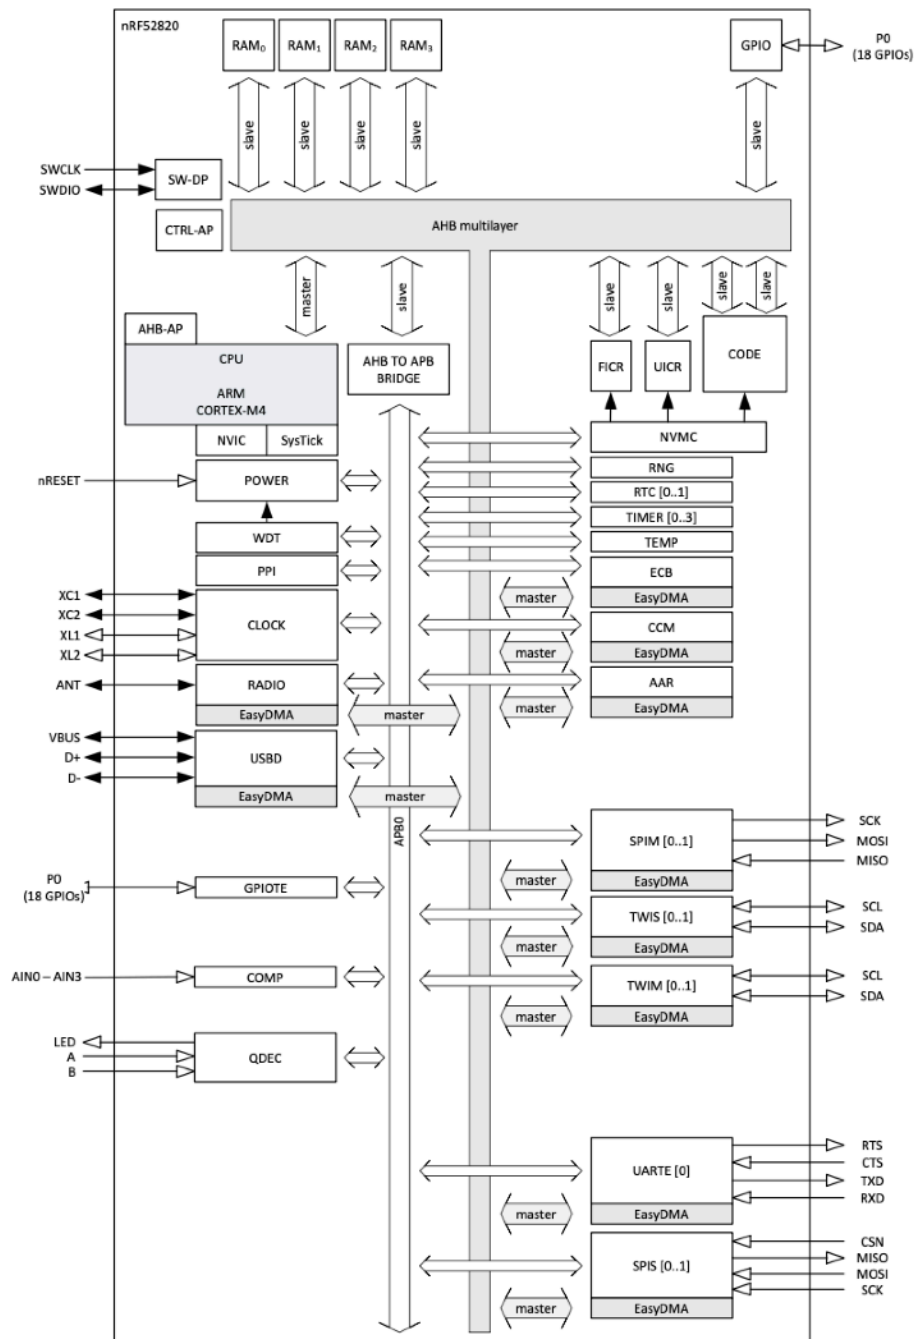 nRF52820
RAM₀
RAM₁
RAM₂
RAM₃
GPIO
P0
(18 GPIOs)
slave
slave
slave
slave
slave
SWCLK
SWDIO
SW-DP
CTRL-AP
AHB multilayer
master
slave
slave
slave
slave
slave
AHB-AP
CPU
ARM
CORTEX-M4
NVIC
SysTick
AHB TO APB
BRIDGE
FICR
UICR
CODE
NVMC
nRESET
POWER
RNG
RTC [0..1]
TIMER [0..3]
WDT
TEMP
PPI
ECB
master
EasyDMA
XC1
XC2
XL1
XL2
CLOCK
CCM
master
EasyDMA
ANT
RADIO
EasyDMA
master
AAR
master
EasyDMA
VBUS
D+
D-
USBD
EasyDMA
master
APB0
SPIM [0..1]
master
EasyDMA
SCK
MOSI
MISO
P0
(18 GPIOs)
GPIOTE
TWIS [0..1]
master
EasyDMA
SCL
SDA
AIN0 – AIN3
COMP
TWIM [0..1]
master
EasyDMA
SCL
SDA
LED
A
B
QDEC
UARTE [0]
master
EasyDMA
RTS
CTS
TXD
RXD
SPIS [0..1]
master
EasyDMA
CSN
MISO
MOSI
SCK